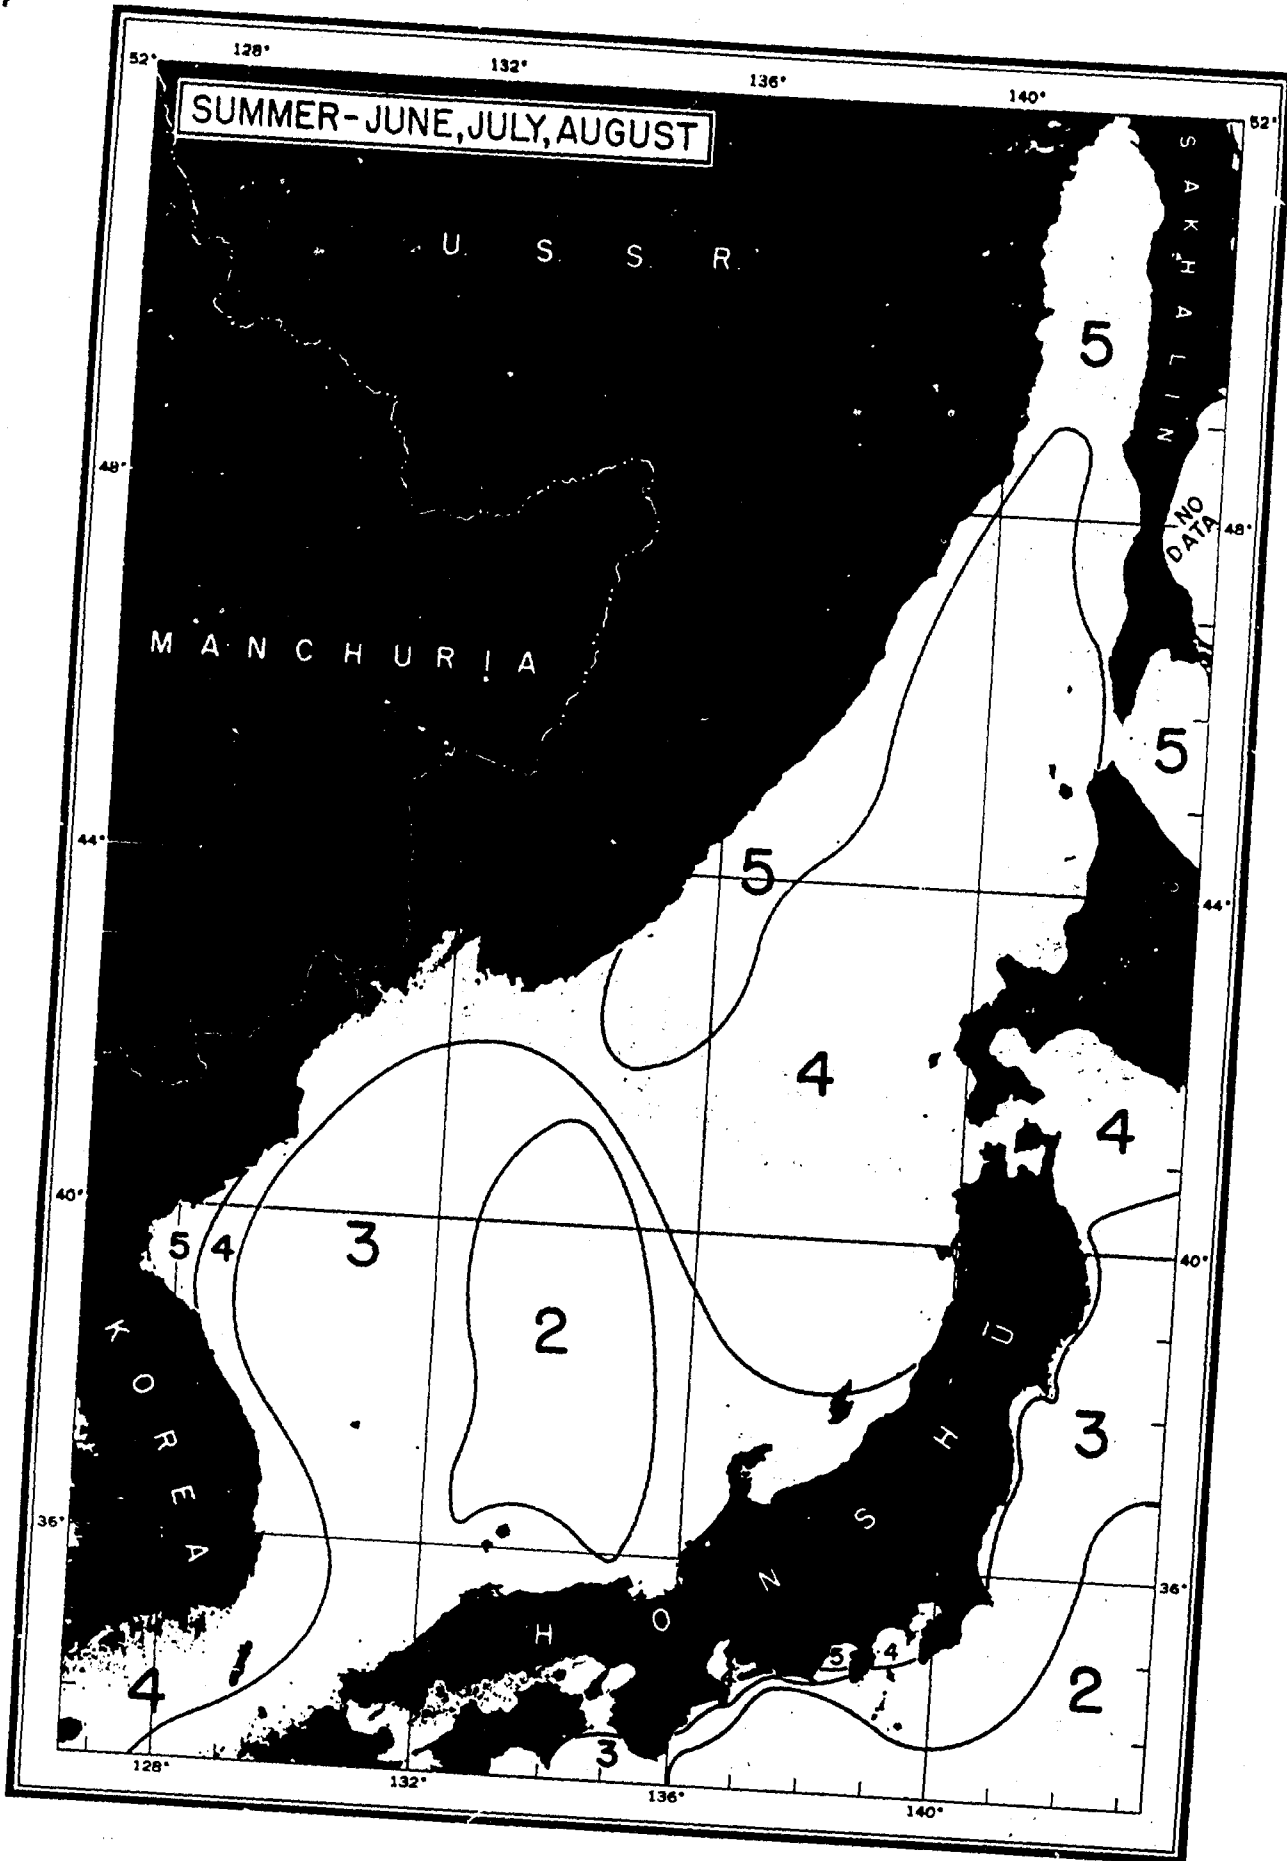 128° 132° 136° 140°
52° 52°
SUMMER-JUNE, JULY, AUGUST
SAKHALIN
U. S. S. R.
5
48° 48°
NO
DATA
MANCHURIA
5
44° 5 44°
4
4
40° 5 4 3 40°
2
KOREA
3
36° 36°
HONSHU
4 5 4 2
3
128° 132° 136° 140°